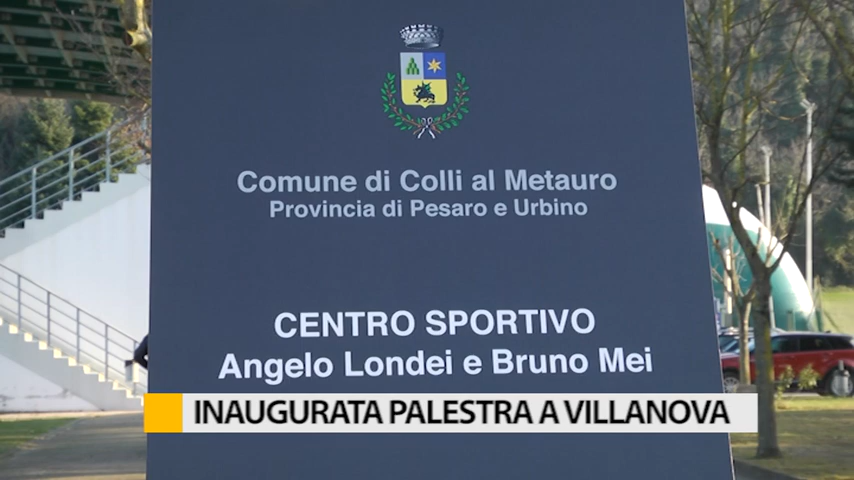 Comune di Colli al Metauro
Provincia di Pesaro e Urbino
CENTRO SPORTIVO
Angelo Londei e Bruno Mei
INAUGURATA PALESTRA A VILLANOVA